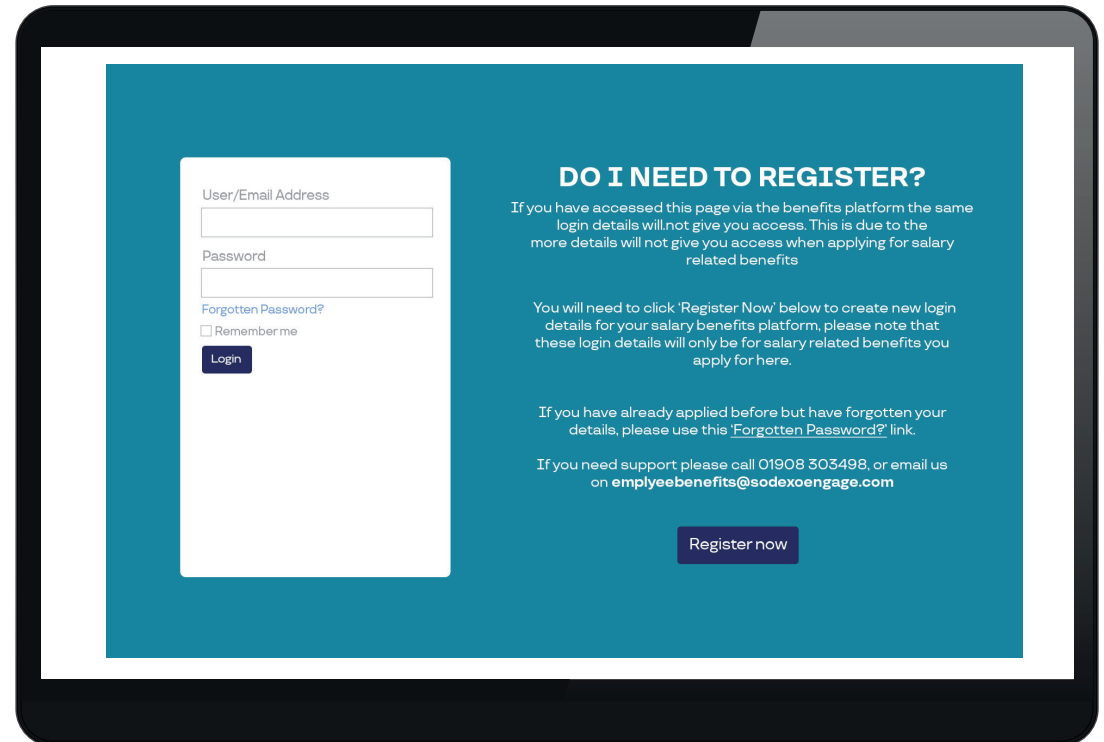 User/Email Address
Password
Forgotten Password?
Remember me
Login
DO I NEED TO REGISTER?
If you have accessed this page via the benefits platform the same
login details will.not give you access. This is due to the
more details will not give you access when applying for salary
related benefits
You will need to click ‘Register Now’ below to create new login
details for your salary benefits platform, please note that
these login details will only be for salary related benefits you
apply for here.
If you have already applied before but have forgotten your
details, please use this ‘Forgotten Password?’ link.
If you need support please call 01908 303498, or email us
on emplyeebenefits@sodexoengage.com
Register now